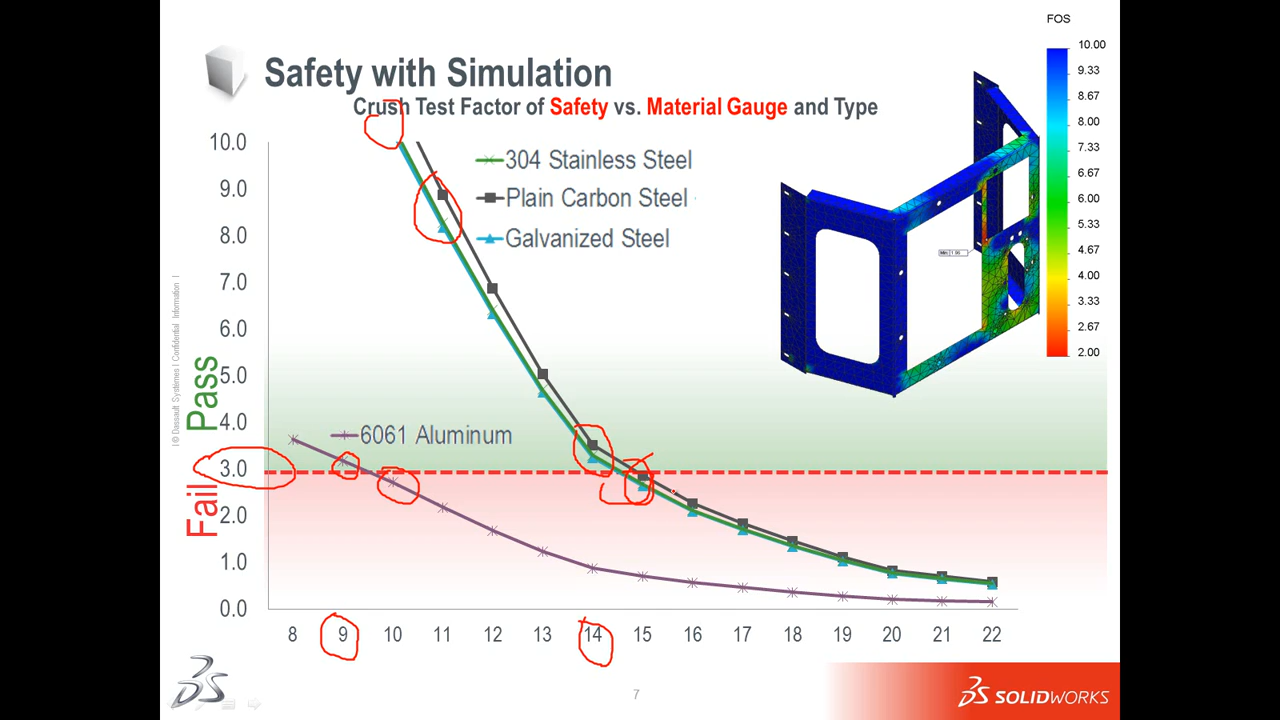 FOS
Safety with Simulation
Crush Test Factor of Safety vs. Material Gauge and Type
10.0
9.0
8.0
7.0
6.0
5.0
4.0
3.0
2.0
1.0
0.0
Pass
Fail
304 Stainless Steel
Plain Carbon Steel
Galvanized Steel
6061 Aluminum
8 9 10 11 12 13 14 15 16 17 18 19 20 21 22
10.00
9.33
8.67
8.00
7.33
6.67
6.00
5.33
4.67
4.00
3.33
2.67
2.00
© Dassault Systèmes | Confidential Information |
7
SOLIDWORKS